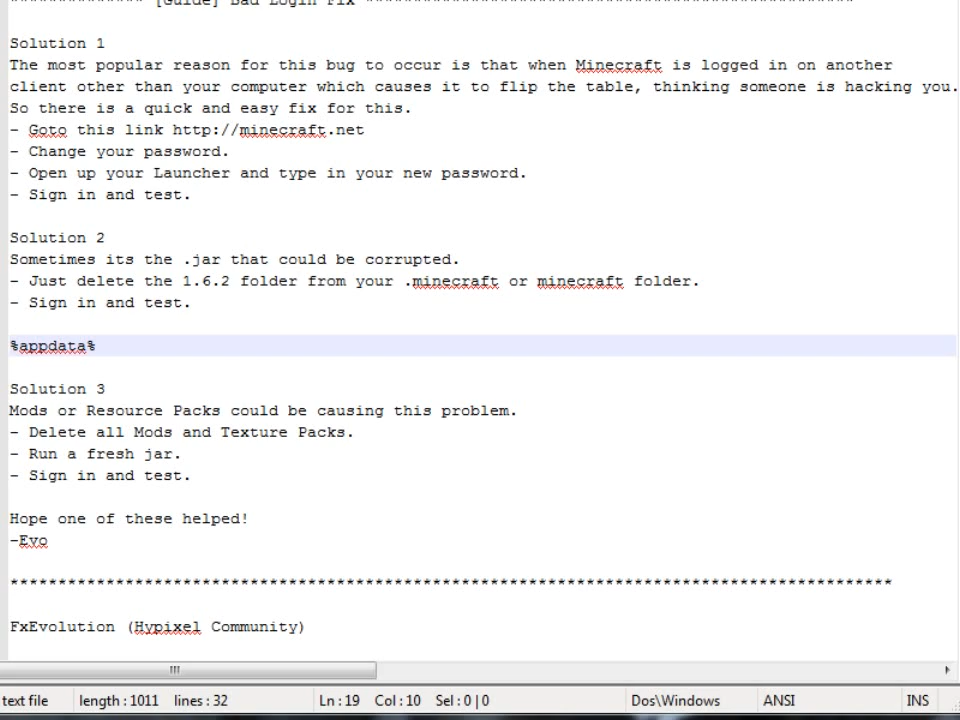 ************** [Guide] Bad Login Fix ***************************************************
Solution 1
The most popular reason for this bug to occur is that when Minecraft is logged in on another
client other than your computer which causes it to flip the table, thinking someone is hacking you.
So there is a quick and easy fix for this.
- Goto this link http://minecraft.net
- Change your password.
- Open up your Launcher and type in your new password.
- Sign in and test.
Solution 2
Sometimes its the .jar that could be corrupted.
- Just delete the 1.6.2 folder from your .minecraft or minecraft folder.
- Sign in and test.
%appdata%
Solution 3
Mods or Resource Packs could be causing this problem.
- Delete all Mods and Texture Packs.
- Run a fresh jar.
- Sign in and test.
Hope one of these helped!
-Evo
********************************************************************************************
FxEvolution (Hypixel Community)
text file length : 1011 lines : 32 Ln : 19 Col : 10 Sel : 0 | 0 Dos\Windows ANSI INS